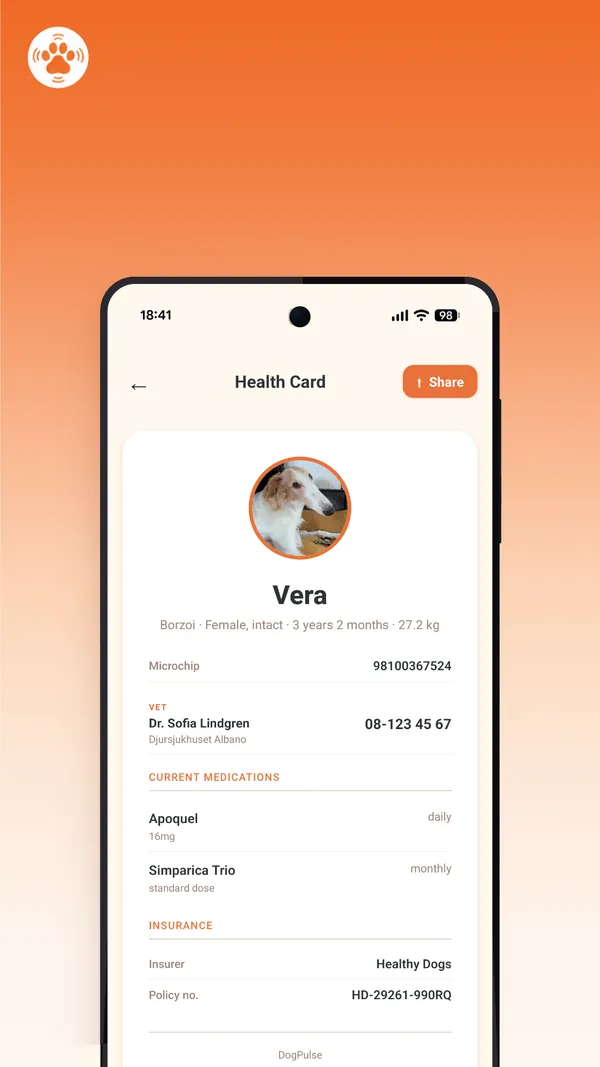 18:41
98
← Health Card
↑ Share
Vera
Borzoi · Female, intact · 3 years 2 months · 27.2 kg
Microchip 98100367524
VET
Dr. Sofia Lindgren 08-123 45 67
Djursjukhuset Albano
CURRENT MEDICATIONS
Apoquel daily
16mg
Simparica Trio monthly
standard dose
INSURANCE
Insurer Healthy Dogs
Policy no. HD-29261-990RQ
DogPulse